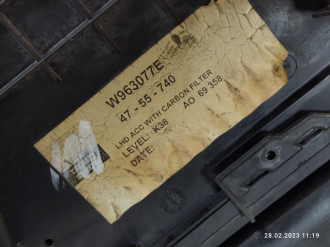 W963077E
47 - 55 - 740
LHD ACC WITH CARBON FILTER
LEVEL: K36 AO 69 358
DATE:
28.02.2023 11:19